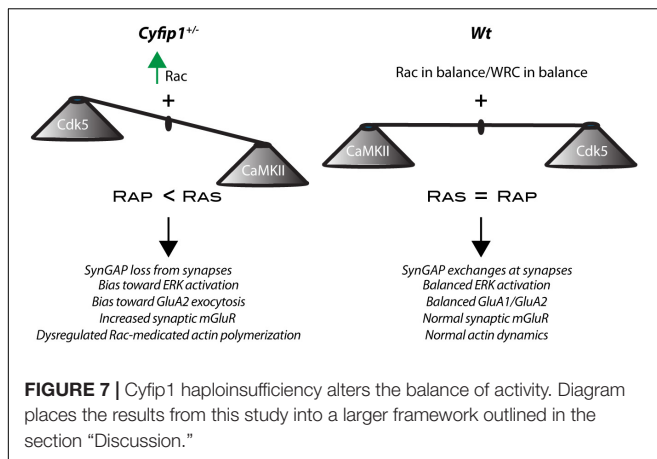 Cyfip1+/-
Rac
+
Cdk5
CaMKII
RAP < RAS
SynGAP loss from synapses
Bias toward ERK activation
Bias toward GluA2 exocytosis
Increased synaptic mGluR
Dysregulated Rac-medicated actin polymerization
Wt
Rac in balance/WRC in balance
+
CaMKII
Cdk5
RAS = RAP
SynGAP exchanges at synapses
Balanced ERK activation
Balanced GluA1/GluA2
Normal synaptic mGluR
Normal actin dynamics
FIGURE 7 | Cyfip1 haploinsufficiency alters the balance of activity. Diagram
places the results from this study into a larger framework outlined in the
section “Discussion.”